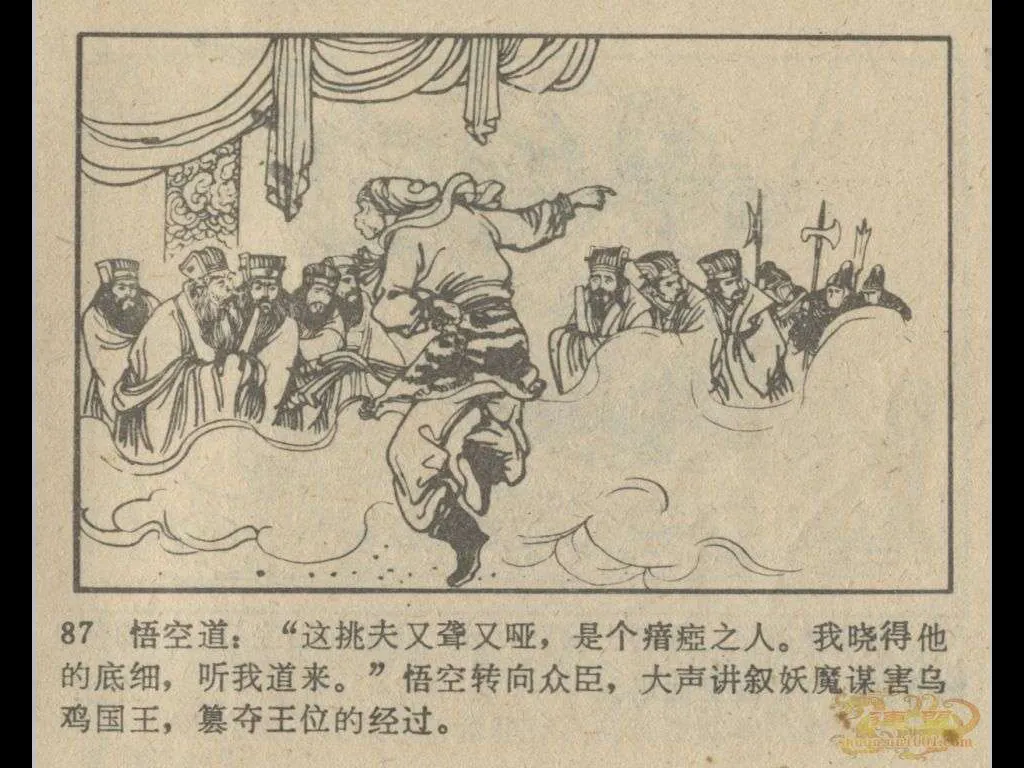 87 悟空道：“这挑夫又聋又哑，是个瘖痖之人。我晓得他
的底细，听我道来。”悟空转向众臣，大声讲叙妖魔谋害乌
鸡国王，篡夺王位的经过。